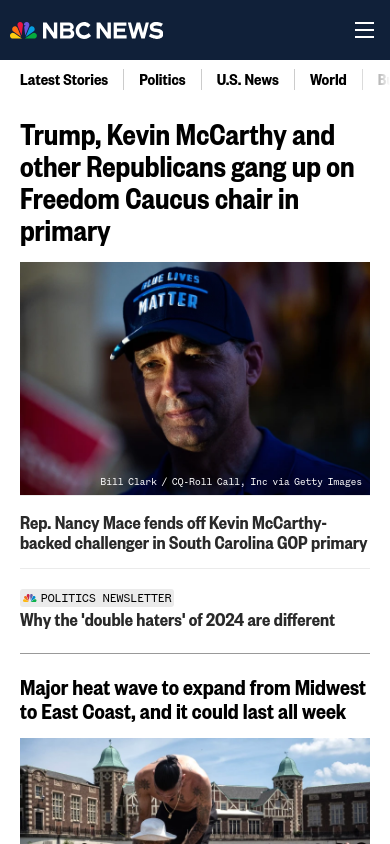 NBC NEWS
Latest Stories
Politics
U.S. News
World
Trump, Kevin McCarthy and
other Republicans gang up on
Freedom Caucus chair in
primary
BLUE LIVES
MATTER
Bill Clark / CQ-Roll Call, Inc via Getty Images
Rep. Nancy Mace fends off Kevin McCarthy-
backed challenger in South Carolina GOP primary
POLITICS NEWSLETTER
Why the 'double haters' of 2024 are different
Major heat wave to expand from Midwest
to East Coast, and it could last all week